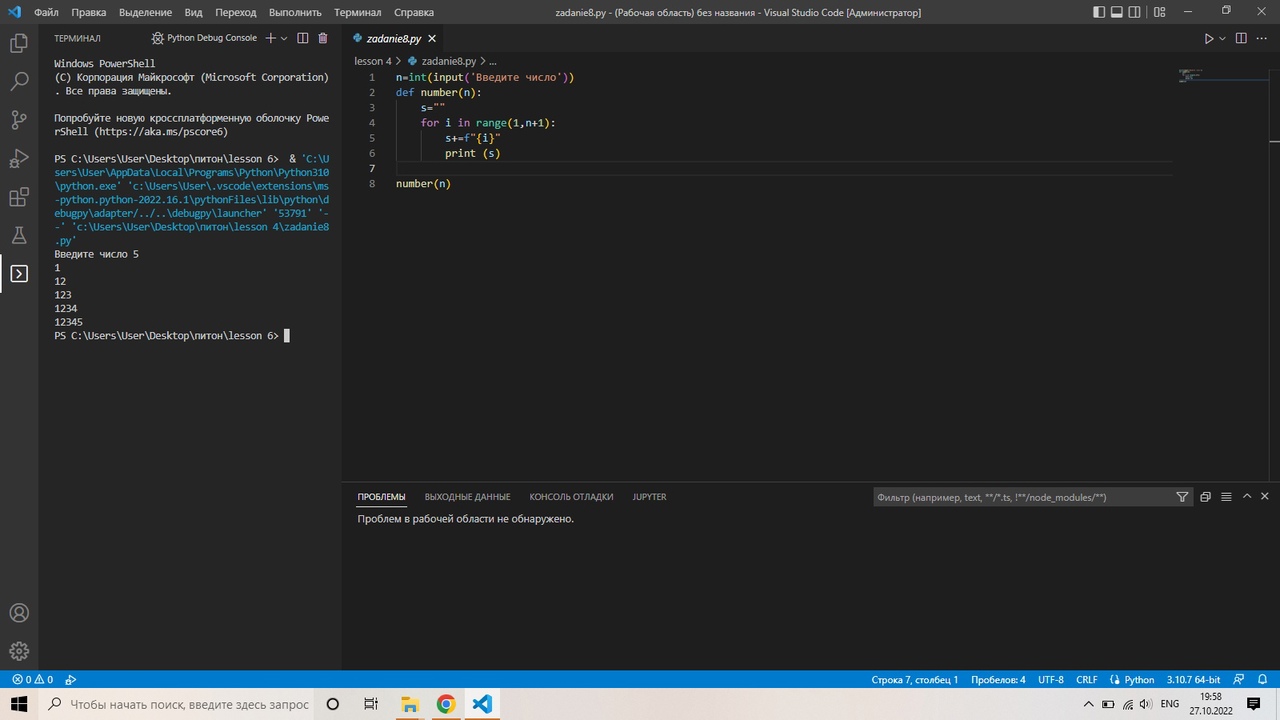 Файл Правка Выделение Вид Переход Выполнить Терминал Справка
zadanie8.py - (Рабочая область) без названия - Visual Studio Code [Администратор]
ТЕРМИНАЛ
Python Debug Console
Windows PowerShell
(C) Корпорация Майкрософт (Microsoft Corporation)
. Все права защищены.
Попробуйте новую кроссплатформенную оболочку Powe
rShell (https://aka.ms/pscore6)
PS C:\Users\User\Desktop\питон\lesson 6>  & 'C:\U
sers\User\AppData\Local\Programs\Python\Python310
\python.exe' 'c:\Users\User\.vscode\extensions\ms
-python.python-2022.16.1\pythonFiles\lib\python\d
ebugpy\adapter/../..\debugpy\launcher' '53791' '-
-' 'c:\Users\User\Desktop\питон\lesson 4\zadanie8
.py'
Введите число 5
1
12
123
1234
12345
PS C:\Users\User\Desktop\питон\lesson 6>
zadanie8.py
lesson 4 > zadanie8.py > ...
1 n=int(input('Введите число'))
2 def number(n):
3 s=""
4 for i in range(1,n+1):
5 s+=f"{i}"
6 print (s)
7
8 number(n)
ПРОБЛЕМЫ ВЫХОДНЫЕ ДАННЫЕ КОНСОЛЬ ОТЛАДКИ JUPYTER
Фильтр (например, text, **/*.ts, !**/node_modules/**)
Проблем в рабочей области не обнаружено.
0 0
Строка 7, столбец 1 Пробелов: 4 UTF-8 CRLF Python 3.10.7 64-bit
Чтобы начать поиск, введите здесь запрос
ENG
19:58
27.10.2022